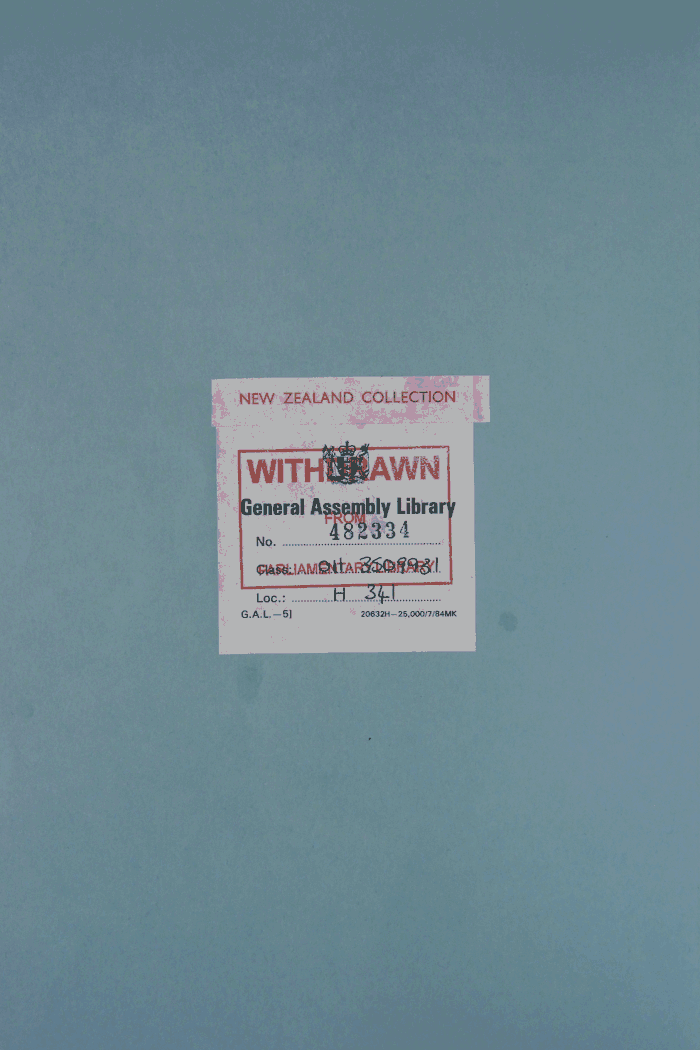 NEW ZEALAND COLLECTION
WITHDRAWN
General Assembly Library
FROM
No. 482334
Class:
PARLIAMENTARY LIBRARY
Loc.: H 341
G.A.L.—5]
20632H—25,000/7/84MK